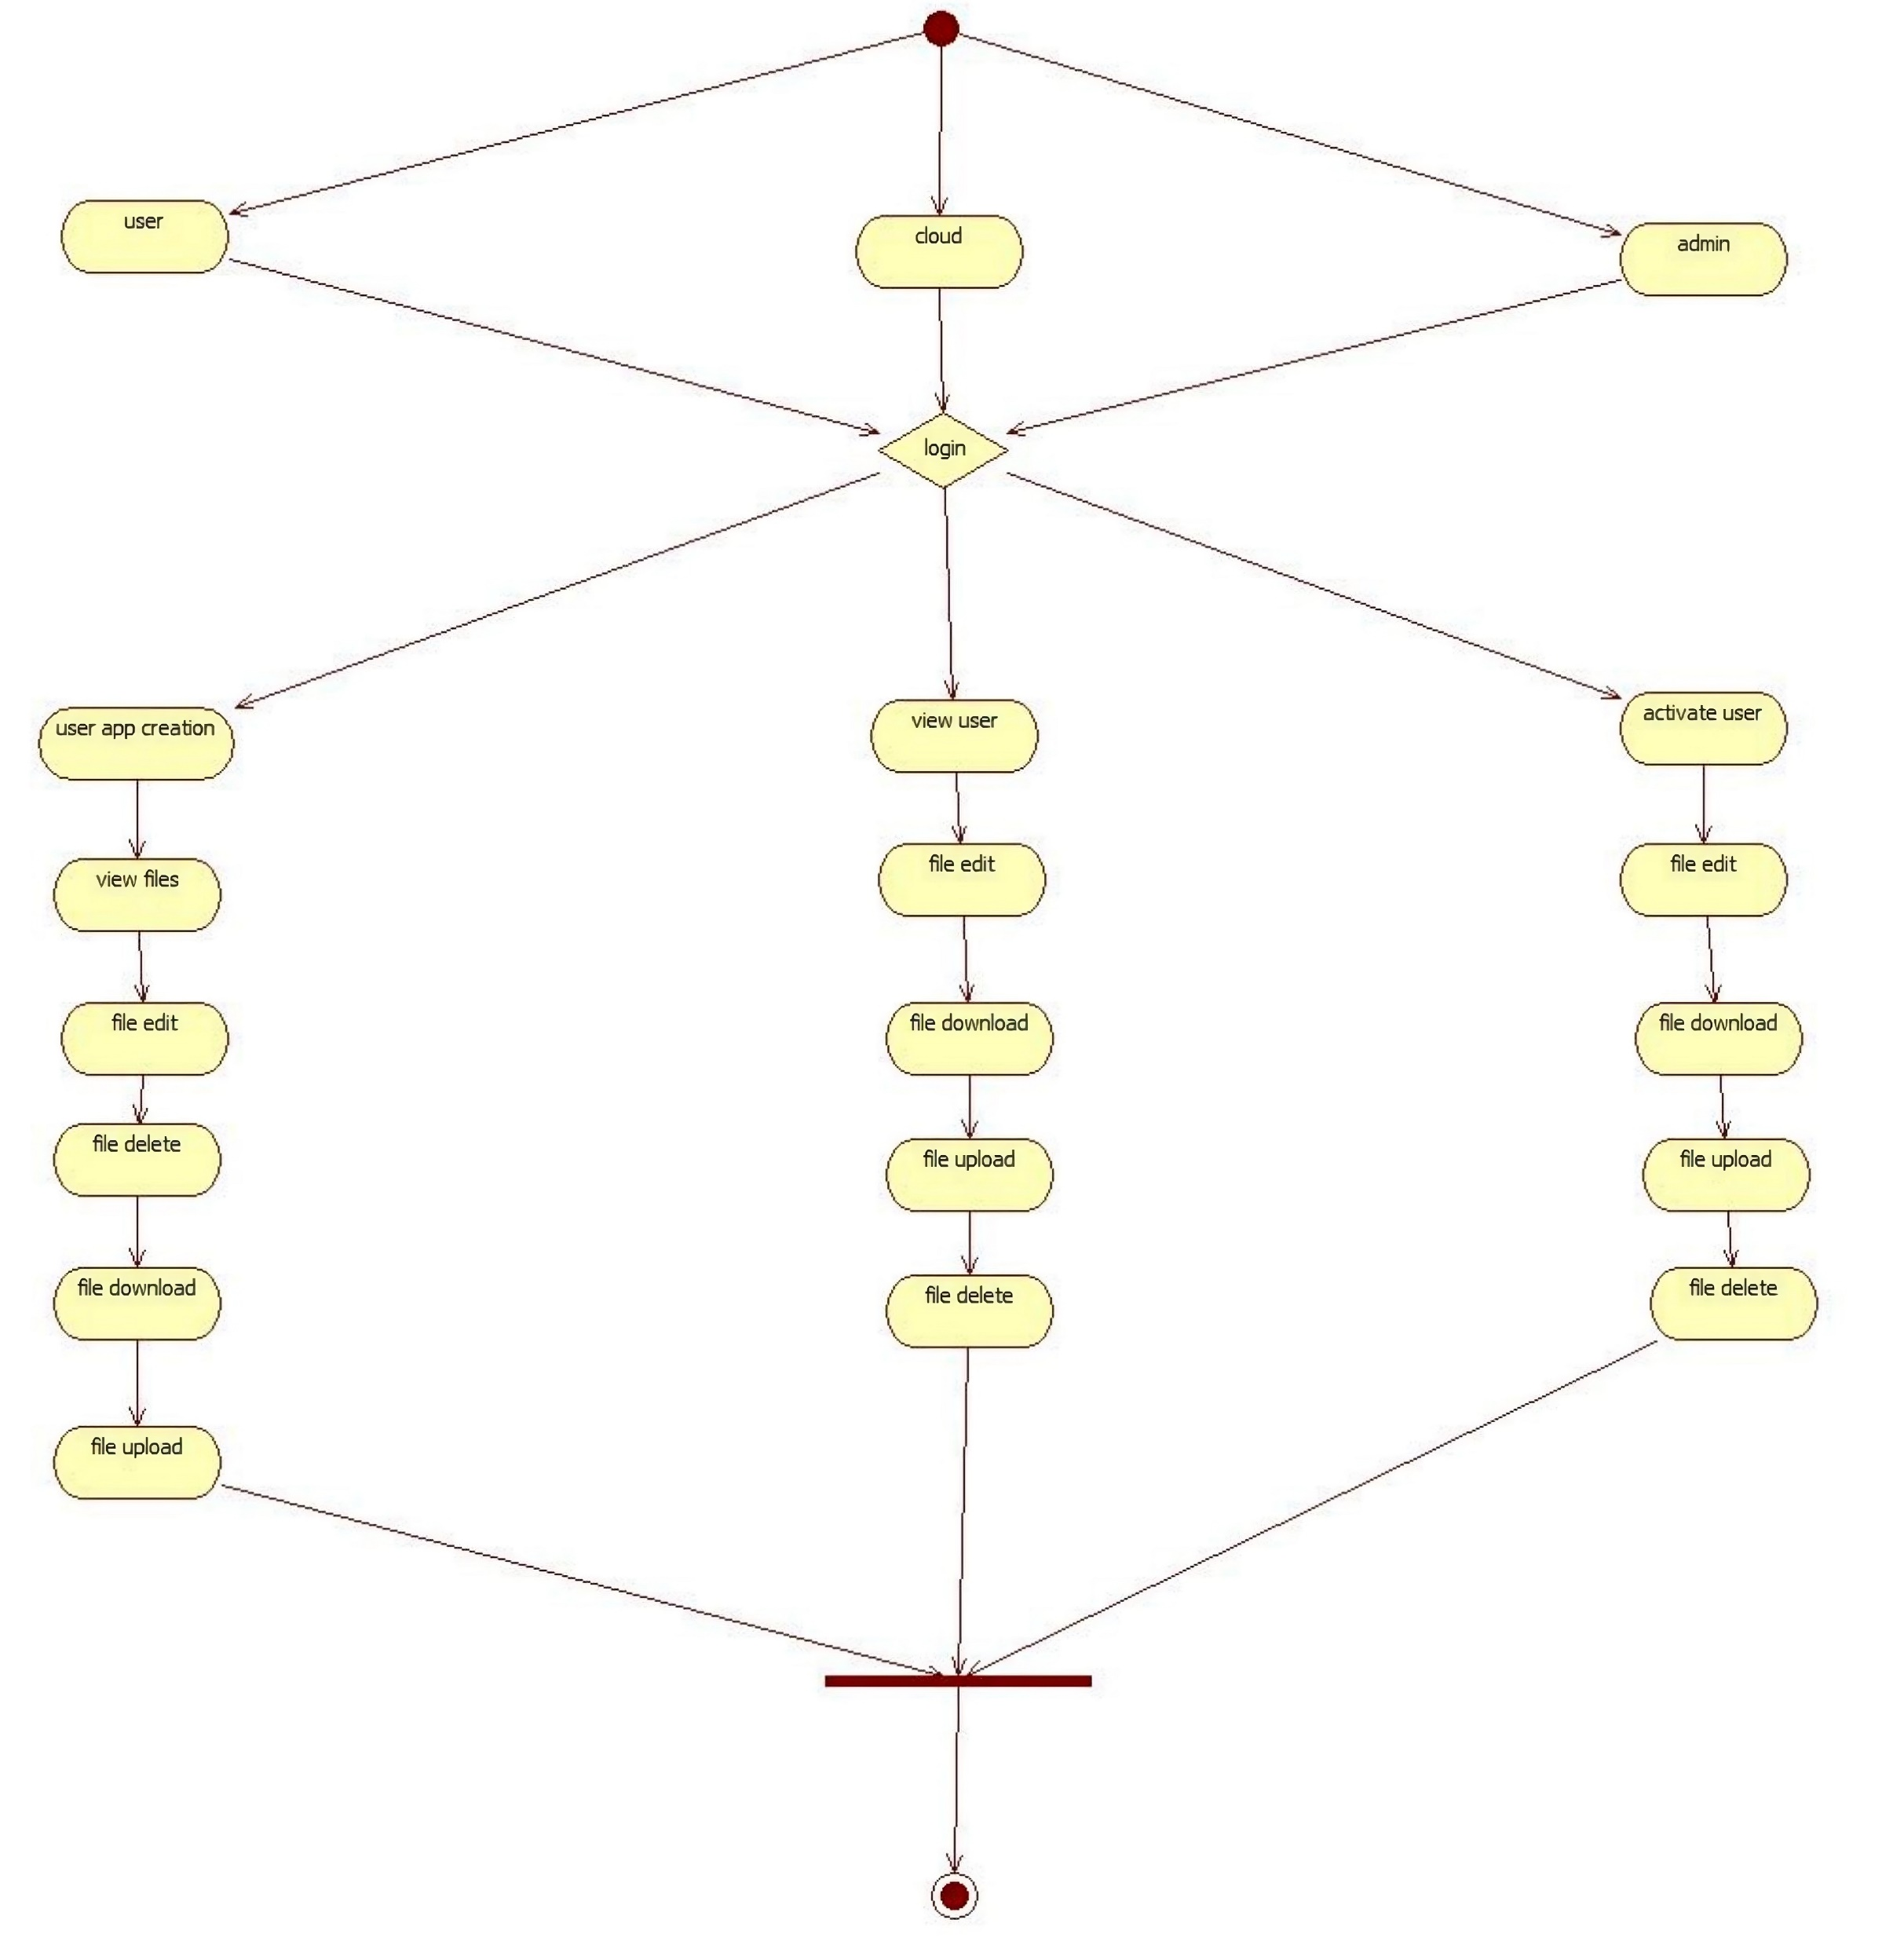 user
cloud
admin
login
user app creation
view user
activate user
view files
file edit
file edit
file edit
file download
file download
file delete
file upload
file upload
file download
file delete
file delete
file upload